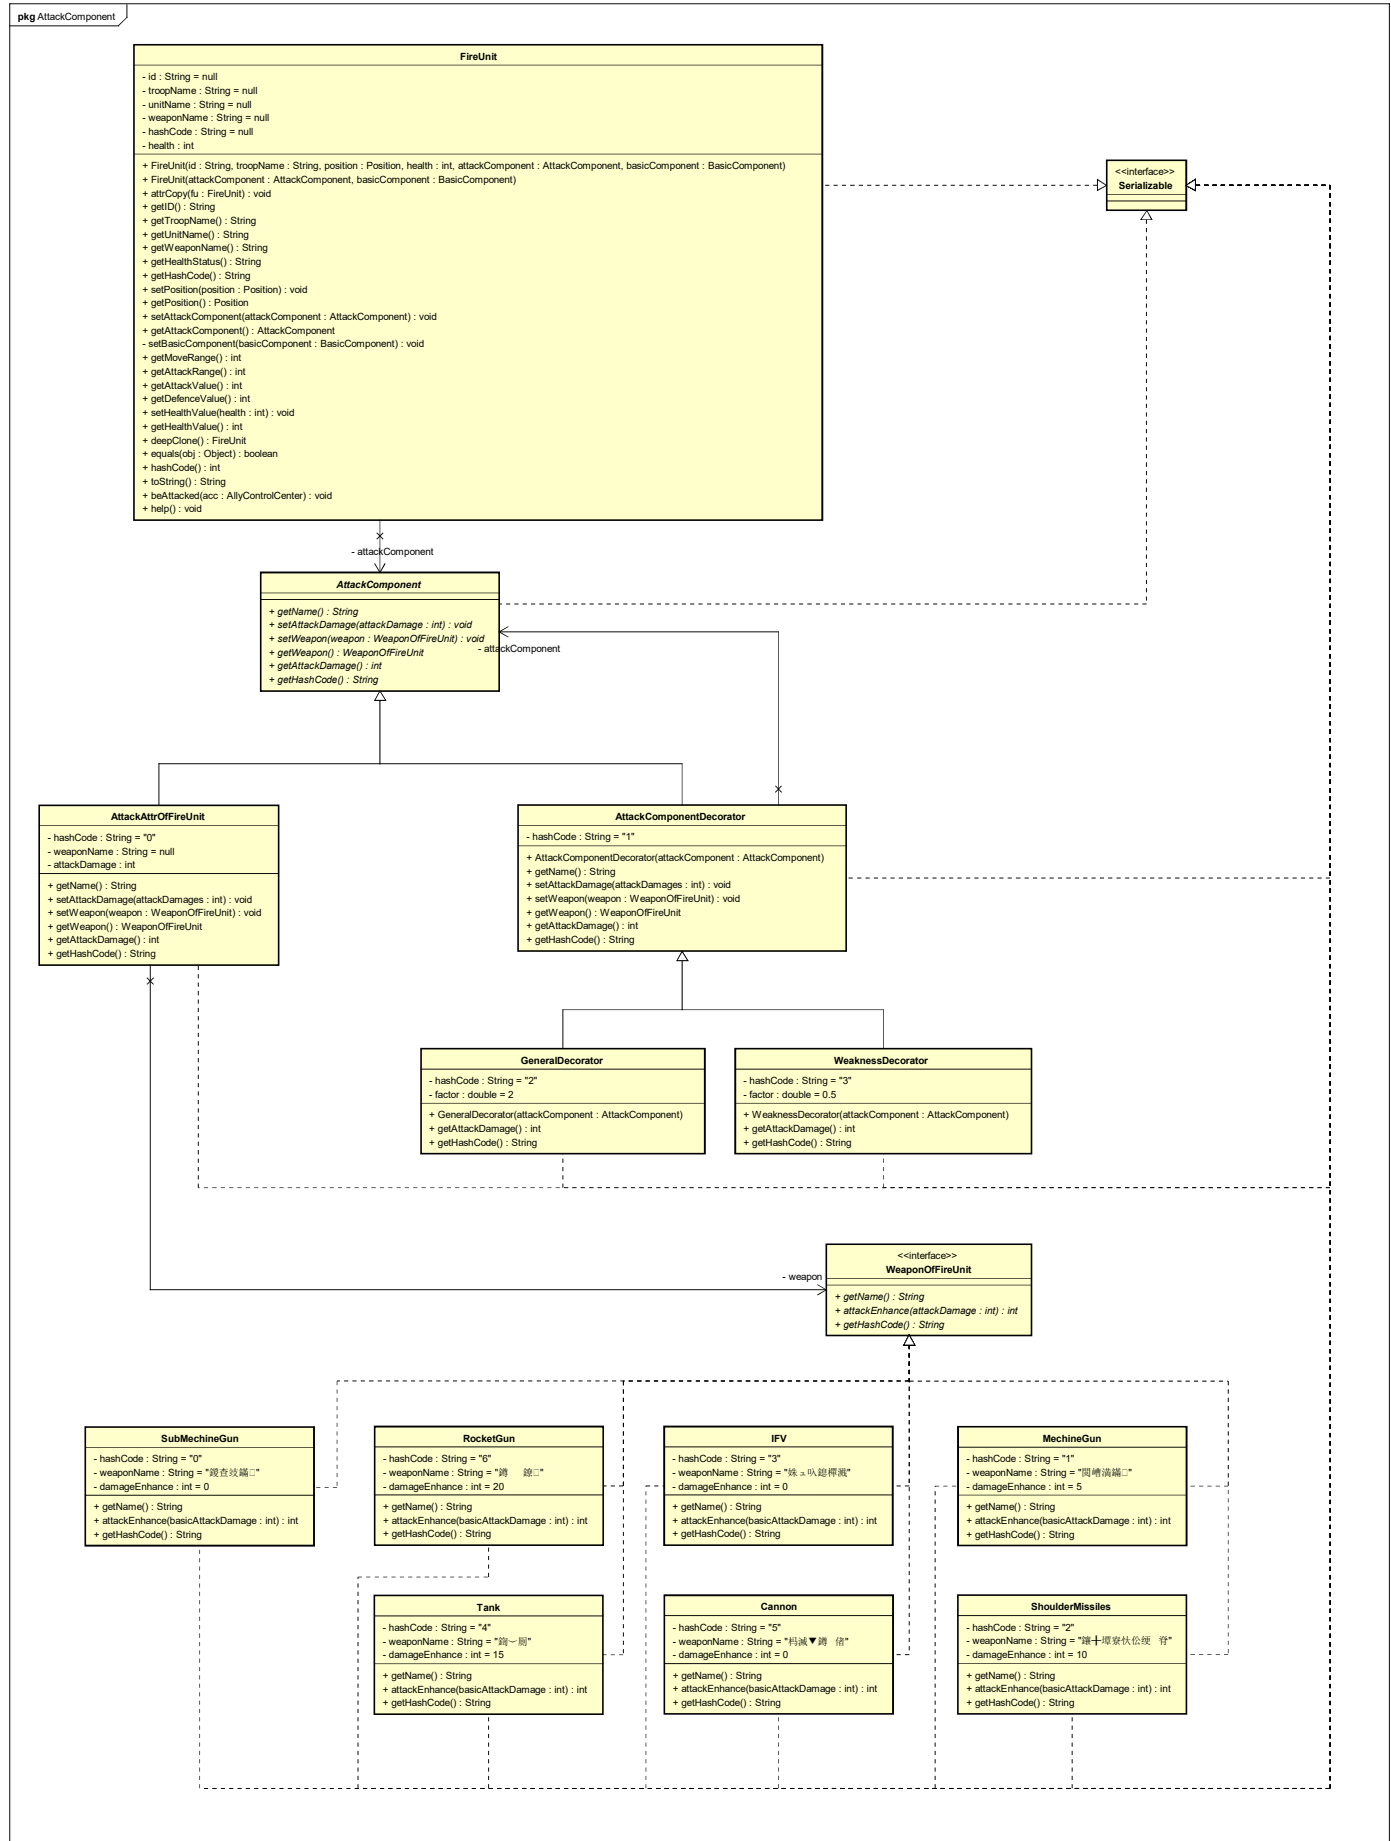 pkg AttackComponent
FireUnit
- id : String = null
- troopName : String = null
- unitName : String = null
- weaponName : String = null
- hashCode : String = null
- health : int
+ FireUnit(id : String, troopName : String, position : Position, health : int, attackComponent : AttackComponent, basicComponent : BasicComponent)
+ FireUnit(attackComponent : AttackComponent, basicComponent : BasicComponent)
+ attrCopy(fu : FireUnit) : void
+ getID() : String
+ getTroopName() : String
+ getUnitName() : String
+ getWeaponName() : String
+ getHealthStatus() : String
+ getHashCode() : String
+ setPosition(position : Position) : void
+ getPosition() : Position
+ setAttackComponent(attackComponent : AttackComponent) : void
+ getAttackComponent() : AttackComponent
- setBasicComponent(basicComponent : BasicComponent) : void
+ getMoveRange() : int
+ getAttackRange() : int
+ getAttackValue() : int
+ getDefenceValue() : int
+ setHealthValue(health : int) : void
+ getHealthValue() : int
+ deepClone() : FireUnit
+ equals(obj : Object) : boolean
+ hashCode() : int
+ toString() : String
+ beAttacked(acc : AllyControlCenter) : void
+ help() : void
<<interface>>
Serializable
- attackComponent
AttackComponent
+ getName() : String
+ setAttackDamage(attackDamage : int) : void
+ setWeapon(weapon : WeaponOfFireUnit) : void
+ getWeapon() : WeaponOfFireUnit
+ getAttackDamage() : int
+ getHashCode() : String
- attackComponent
AttackAttrOfFireUnit
- hashCode : String = "0"
- weaponName : String = null
- attackDamage : int
+ getName() : String
+ setAttackDamage(attackDamages : int) : void
+ setWeapon(weapon : WeaponOfFireUnit) : void
+ getWeapon() : WeaponOfFireUnit
+ getAttackDamage() : int
+ getHashCode() : String
AttackComponentDecorator
- hashCode : String = "1"
+ AttackComponentDecorator(attackComponent : AttackComponent)
+ getName() : String
+ setAttackDamage(attackDamages : int) : void
+ setWeapon(weapon : WeaponOfFireUnit) : void
+ getWeapon() : WeaponOfFireUnit
+ getAttackDamage() : int
+ getHashCode() : String
GeneralDecorator
- hashCode : String = "2"
- factor : double = 2
+ GeneralDecorator(attackComponent : AttackComponent)
+ getAttackDamage() : int
+ getHashCode() : String
WeaknessDecorator
- hashCode : String = "3"
- factor : double = 0.5
+ WeaknessDecorator(attackComponent : AttackComponent)
+ getAttackDamage() : int
+ getHashCode() : String
<<interface>>
WeaponOfFireUnit
+ getName() : String
+ attackEnhance(attackDamage : int) : int
+ getHashCode() : String
- weapon
SubMechineGun
- hashCode : String = "0"
- weaponName : String =
- damageEnhance : int = 0
+ getName() : String
+ attackEnhance(basicAttackDamage : int) : int
+ getHashCode() : String
RocketGun
- hashCode : String = "6"
- weaponName : String =
- damageEnhance : int = 20
+ getName() : String
+ attackEnhance(basicAttackDamage : int) : int
+ getHashCode() : String
IFV
- hashCode : String = "3"
- weaponName : String =
- damageEnhance : int = 0
+ getName() : String
+ attackEnhance(basicAttackDamage : int) : int
+ getHashCode() : String
MechineGun
- hashCode : String = "1"
- weaponName : String =
- damageEnhance : int = 5
+ getName() : String
+ attackEnhance(basicAttackDamage : int) : int
+ getHashCode() : String
Tank
- hashCode : String = "4"
- weaponName : String =
- damageEnhance : int = 15
+ getName() : String
+ attackEnhance(basicAttackDamage : int) : int
+ getHashCode() : String
Cannon
- hashCode : String = "5"
- weaponName : String =
- damageEnhance : int = 0
+ getName() : String
+ attackEnhance(basicAttackDamage : int) : int
+ getHashCode() : String
ShoulderMissiles
- hashCode : String = "2"
- weaponName : String =
- damageEnhance : int = 10
+ getName() : String
+ attackEnhance(basicAttackDamage : int) : int
+ getHashCode() : String